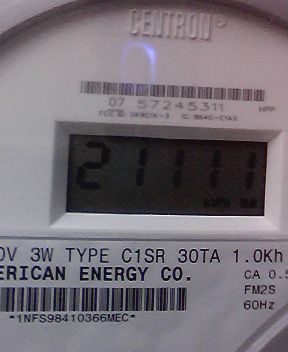 CENTRON®
07 57245311
21111
0V 3W TYPE C1SR 30TA 1.0Kh
ERICAN ENERGY CO.
CA 0.5
FM2S
60Hz
*1NFS98410366MEC*